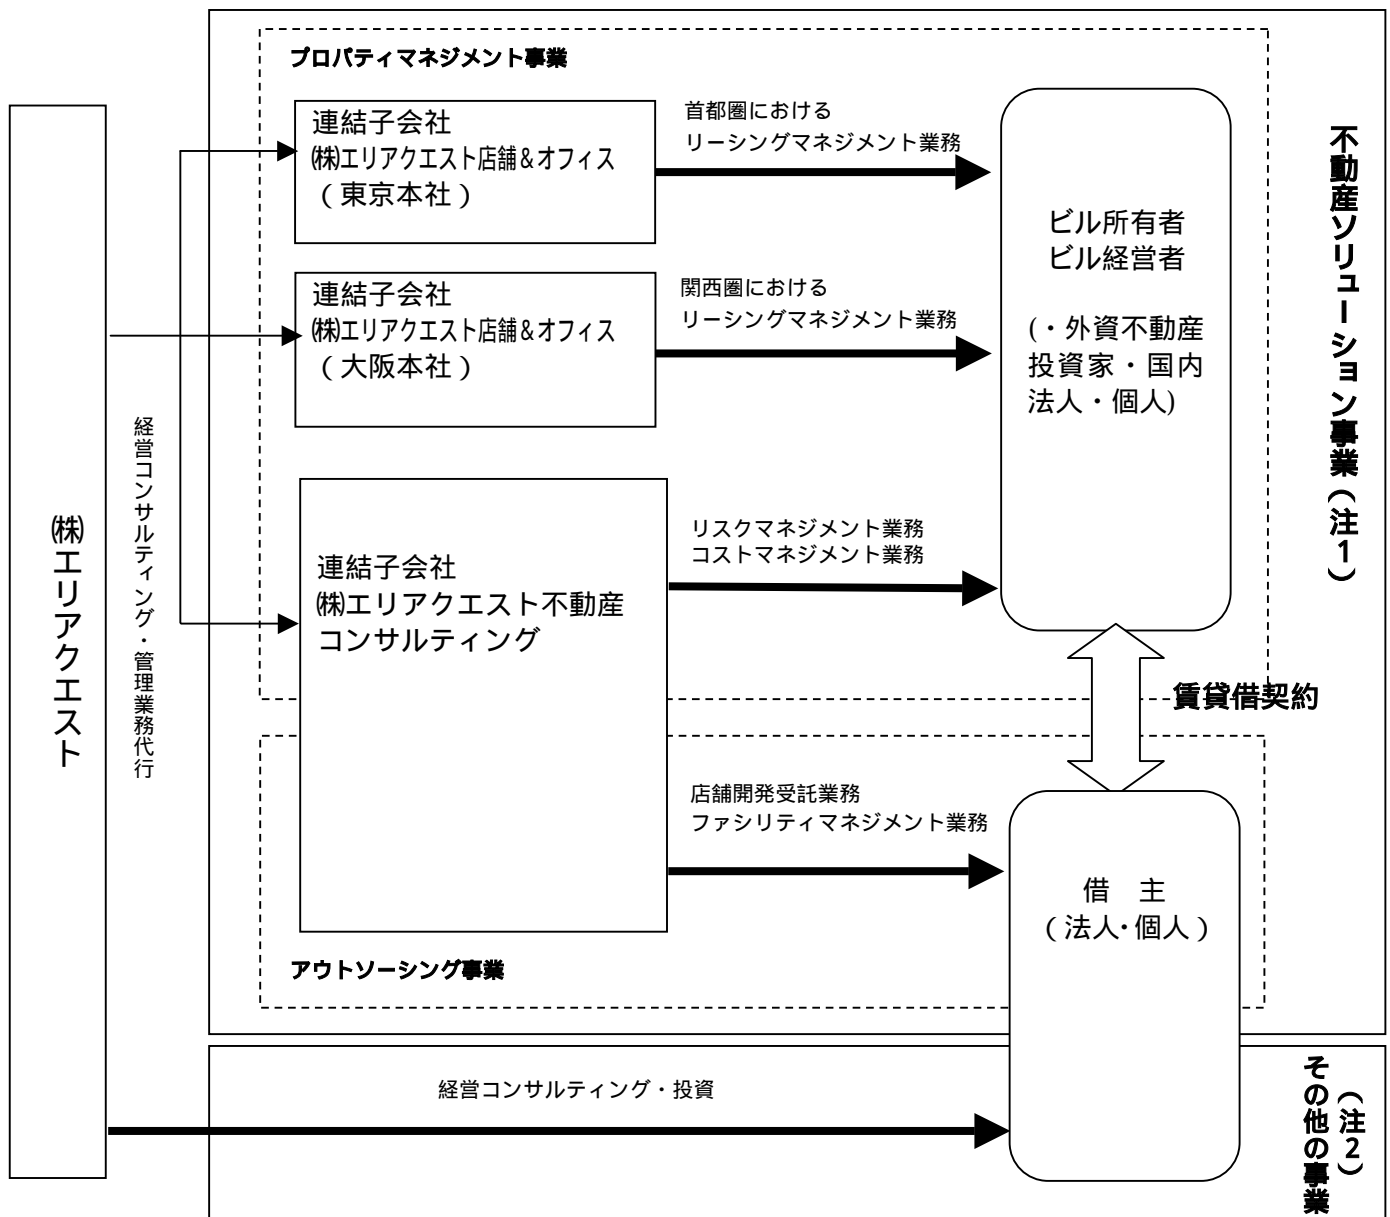 プロパティマネジメント事業
連結子会社
㈱エリアクエスト店舗＆オフィス
（東京本社）
首都圏における
リーシングマネジメント業務
連結子会社
㈱エリアクエスト店舗＆オフィス
（大阪本社）
関西圏における
リーシングマネジメント業務
ビル所有者
ビル経営者
(・外資不動産
投資家・国内
法人・個人)
不動産ソリューション事業（注１）
㈱エリアクエスト
経営コンサルティング・管理業務代行
連結子会社
㈱エリアクエスト不動産
コンサルティング
リスクマネジメント業務
コストマネジメント業務
賃貸借契約
店舗開発受託業務
ファシリティマネジメント業務
借　主
（法人・個人）
アウトソーシング事業
経営コンサルティング・投資
（注２）
その他の事業